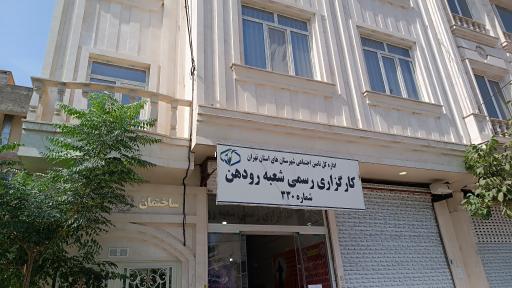 اداره کل تامین اجتماعی شهرستان های استان تهران
کارگزاری رسمی شعبه رودهن
شماره ۳۳۰
ساختمان